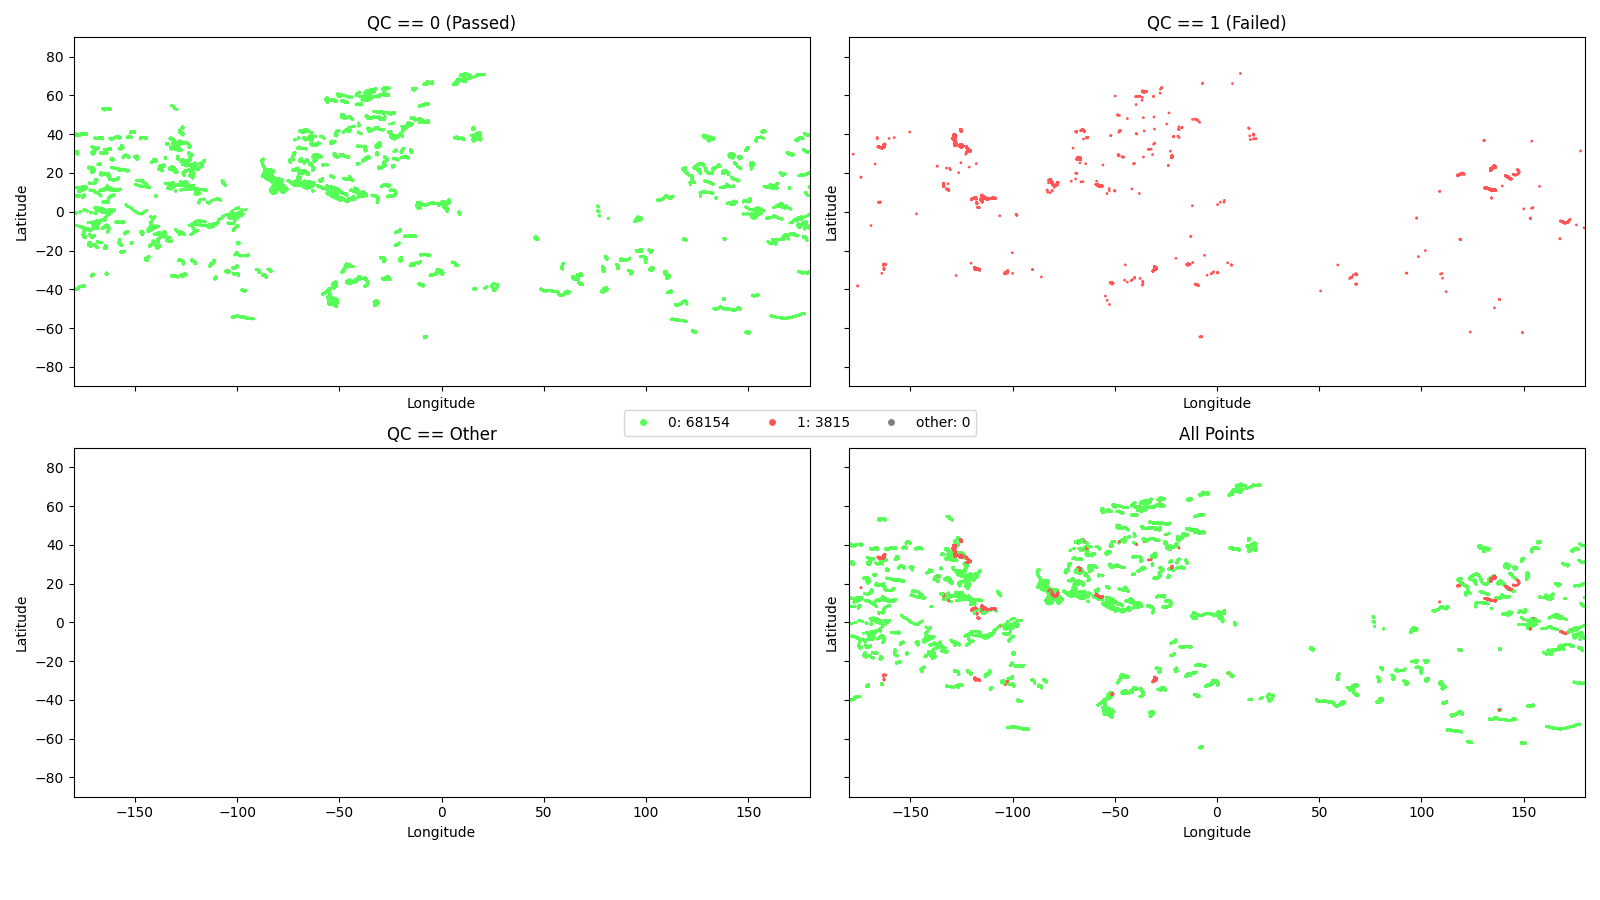 QC == 0 (Passed)
QC == 1 (Failed)
80
60
40
20
0
−20
−40
−60
−80
Latitude
Latitude
Longitude
Longitude
0: 68154
1: 3815
other: 0
QC == Other
All Points
80
60
40
20
0
−20
−40
−60
−80
Latitude
Latitude
−150
−100
−50
0
50
100
150
−150
−100
−50
0
50
100
150
Longitude
Longitude